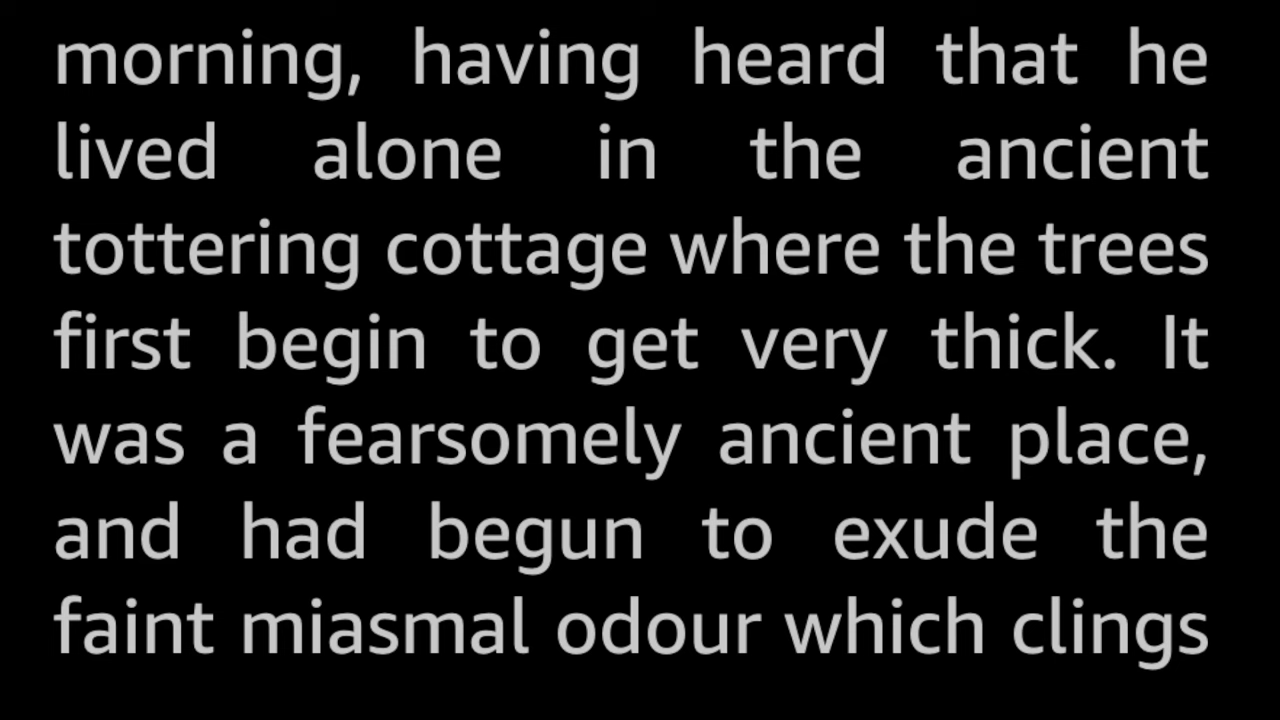 morning, having heard that he
lived alone in the ancient
tottering cottage where the trees
first begin to get very thick. It
was a fearsomely ancient place,
and had begun to exude the
faint miasmal odour which clings